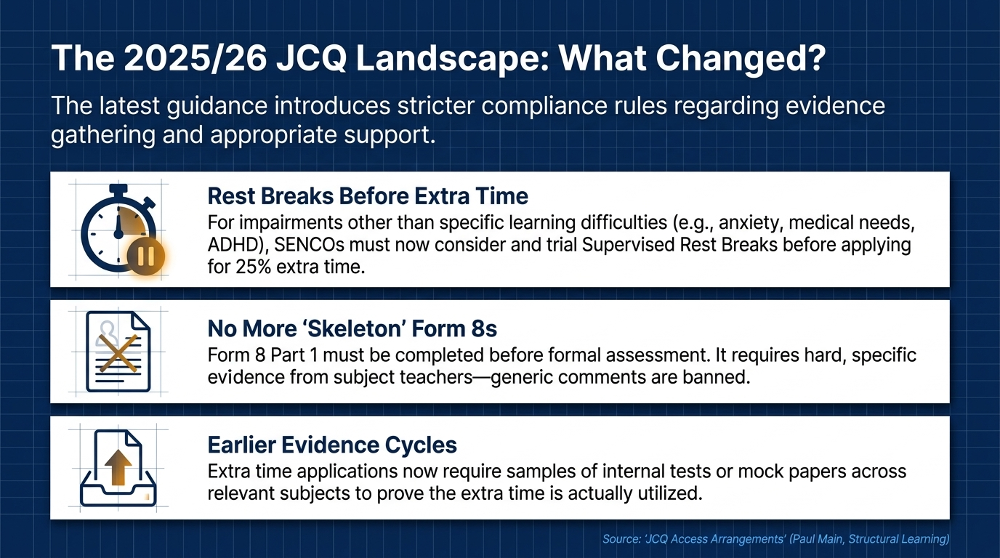 The 2025/26 JCQ Landscape: What Changed?
The latest guidance introduces stricter compliance rules regarding evidence
gathering and appropriate support.
Rest Breaks Before Extra Time
For impairments other than specific learning difficulties (e.g., anxiety, medical needs,
ADHD), SENCOs must now consider and trial Supervised Rest Breaks before applying
for 25% extra time.
No More ‘Skeleton’ Form 8s
Form 8 Part 1 must be completed before formal assessment. It requires hard, specific
evidence from subject teachers—generic comments are banned.
Earlier Evidence Cycles
Extra time applications now require samples of internal tests or mock papers across
relevant subjects to prove the extra time is actually utilized.
Source: ‘JCQ Access Arrangements’ (Paul Main, Structural Learning)